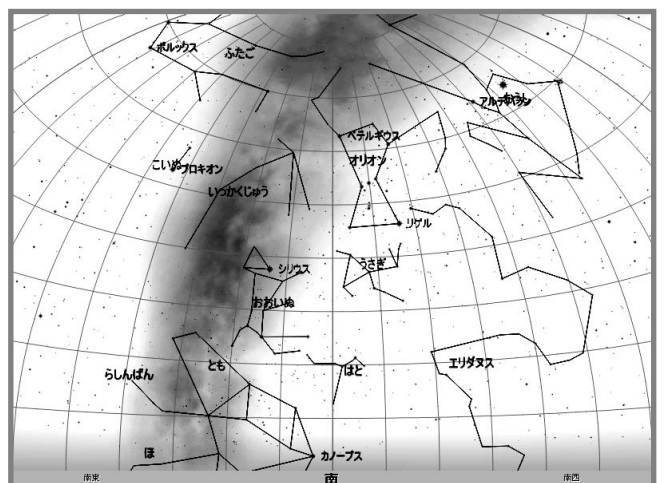 ポルックス
ふたご
アルデバラン
おうし
ベテルギウス
オリオン
こいぬ
プロキオン
いっかくじゅう
リゲル
シリウス
うさぎ
おおいぬ
とも
らしんばん
はと
エリダヌス
ほ
カノープス
南東
南
南西